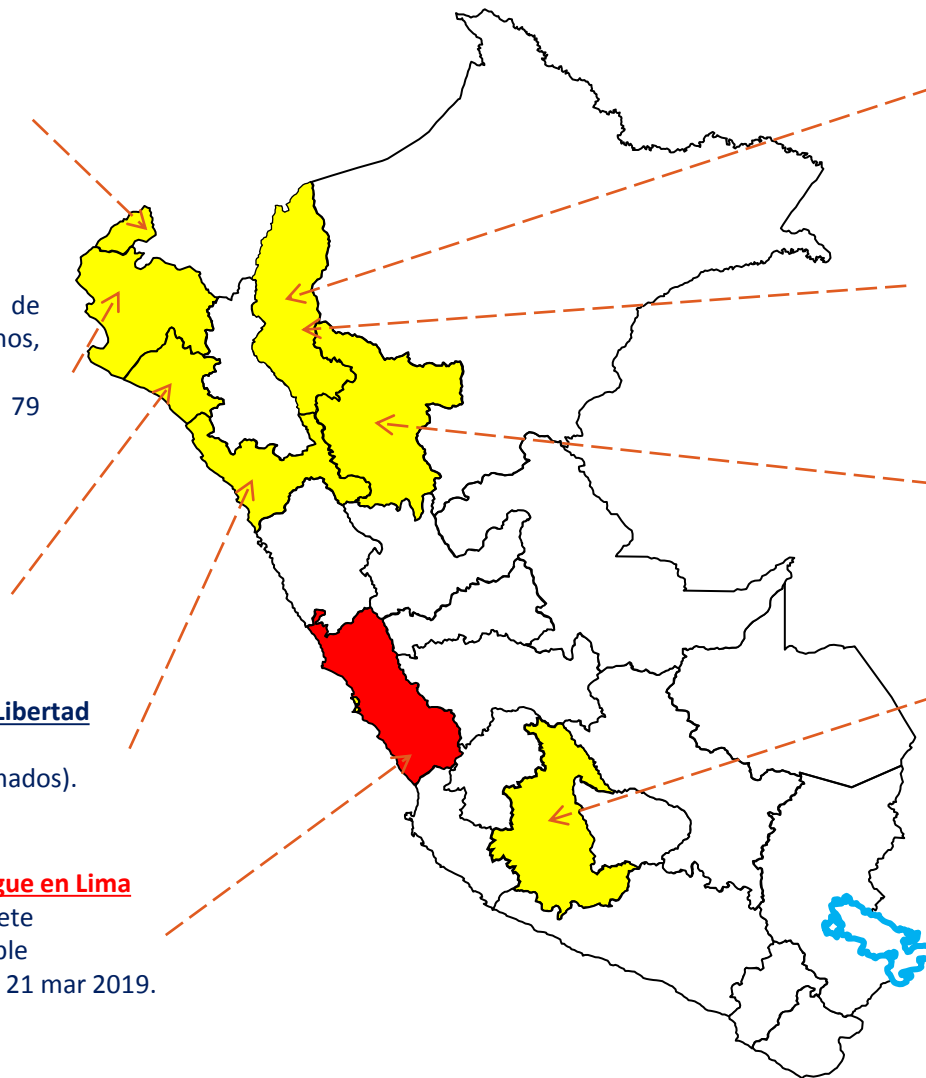 de
nos,
79
Libertad
nados).
gue en Lima
ete
ble
21 mar 2019.